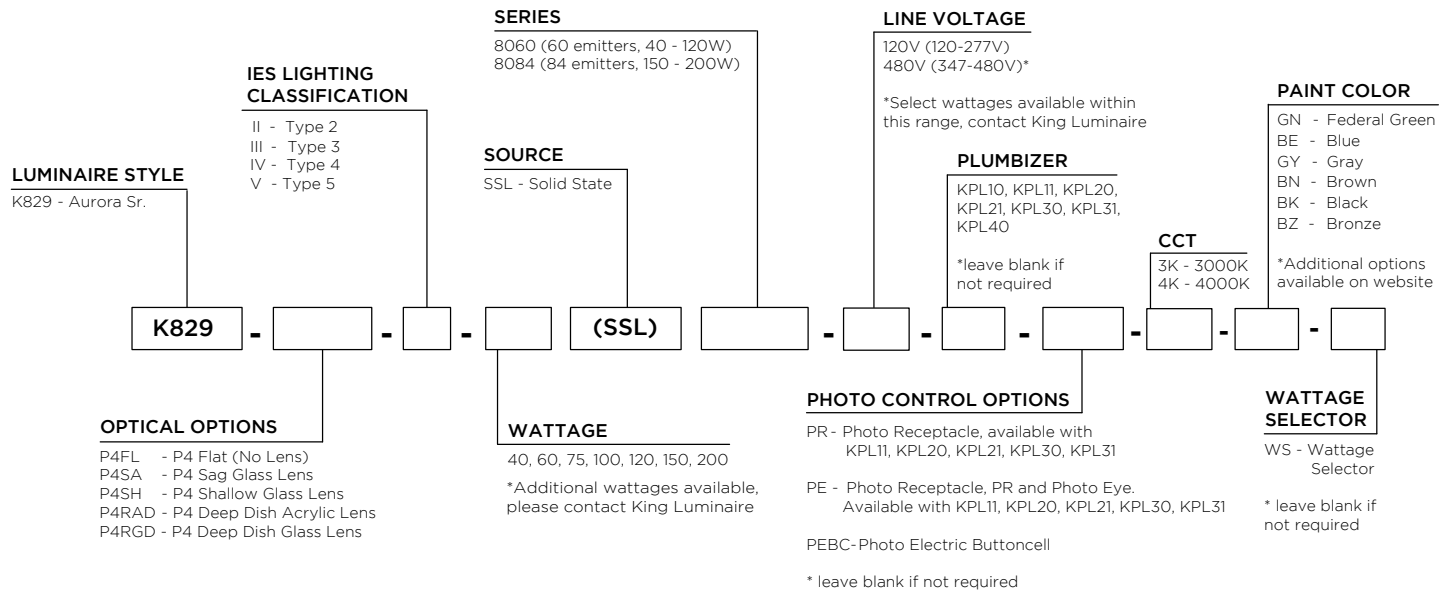 SERIES
8060 (60 emitters, 40 - 120W)
8084 (84 emitters, 150 - 200W)
LINE VOLTAGE
120V (120-277V)
480V (347-480V)*
*Select wattages available within
this range, contact King Luminaire
IES LIGHTING
CLASSIFICATION
II - Type 2
III - Type 3
IV - Type 4
V - Type 5
PAINT COLOR
GN - Federal Green
BE - Blue
GY - Gray
BN - Brown
BK - Black
BZ - Bronze
*Additional options
available on website
SOURCE
SSL - Solid State
PLUMBIZER
KPL10, KPL11, KPL20,
KPL21, KPL30, KPL31,
KPL40
*leave blank if
not required
LUMINAIRE STYLE
K829 - Aurora Sr.
CCT
3K - 3000K
4K - 4000K
K829 - - - (SSL) - - - - - -
OPTICAL OPTIONS
P4FL - P4 Flat (No Lens)
P4SA - P4 Sag Glass Lens
P4SH - P4 Shallow Glass Lens
P4RAD - P4 Deep Dish Acrylic Lens
P4RGD - P4 Deep Dish Glass Lens
WATTAGE
40, 60, 75, 100, 120, 150, 200
*Additional wattages available,
please contact King Luminaire
PHOTO CONTROL OPTIONS
PR - Photo Receptacle, available with
KPL11, KPL20, KPL21, KPL30, KPL31
PE - Photo Receptacle, PR and Photo Eye.
Available with KPL11, KPL20, KPL21, KPL30, KPL31
PEBC-Photo Electric Buttoncell
* leave blank if not required
WATTAGE
SELECTOR
WS - Wattage
Selector
* leave blank if
not required